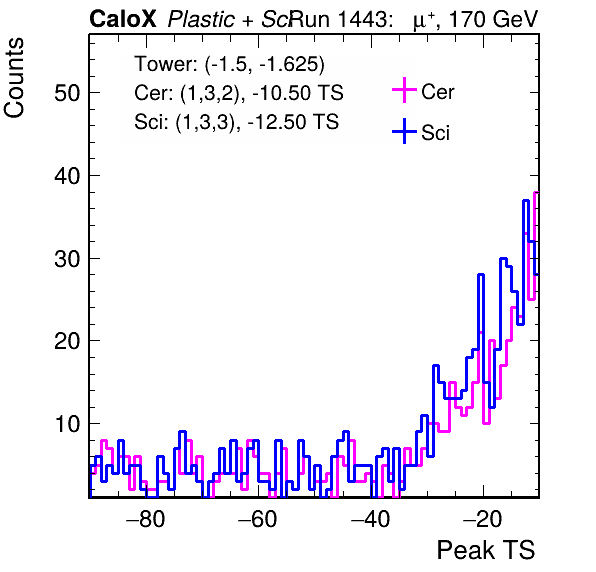 CaloX Plastic + SciRun 1443: μ⁺, 170 GeV
Counts
Tower: (-1.5, -1.625)
Cer: (1,3,2), -10.50 TS
Sci: (1,3,3), -12.50 TS
Cer
Sci
50
40
30
20
10
−80 −60 −40 −20
Peak TS